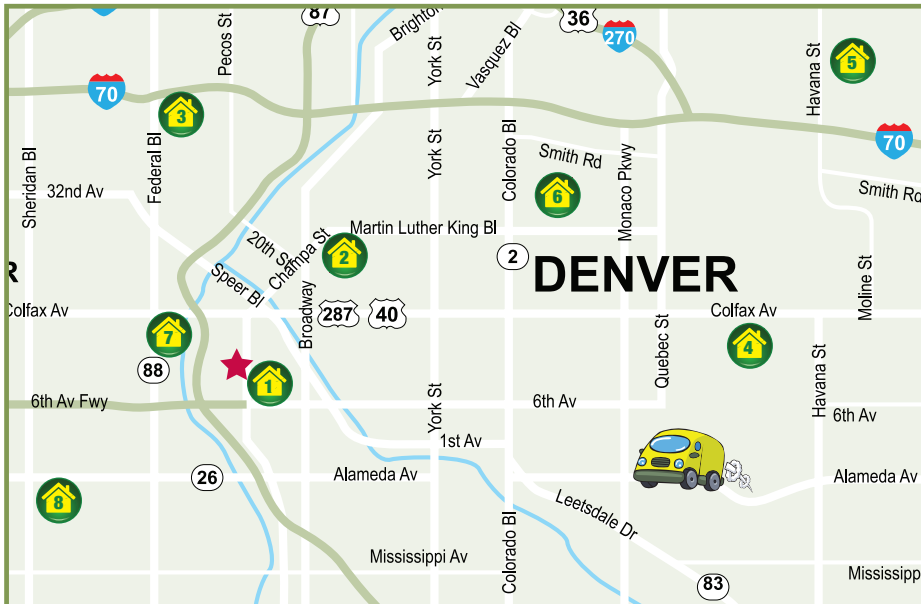 87
Brighton
York St
Vasquez Bl
36
270
Havana St
5
Pecos St
70
3
Federal Bl
York St
Colorado Bl
Smith Rd
Monaco Pkwy
70
Sheridan Bl
32nd Av
6
Smith Rd
Martin Luther King Bl
20th St
Champa St
2
Speer Bl
2
DENVER
R
Moline St
Colfax Av
Broadway
287
40
Colfax Av
7
4
Quebec St
88
1
Havana St
6th Av Fwy
York St
6th Av
6th Av
1st Av
26
Alameda Av
Alameda Av
8
Leetsdale Dr
Colorado Bl
Mississippi Av
83
Mississipp